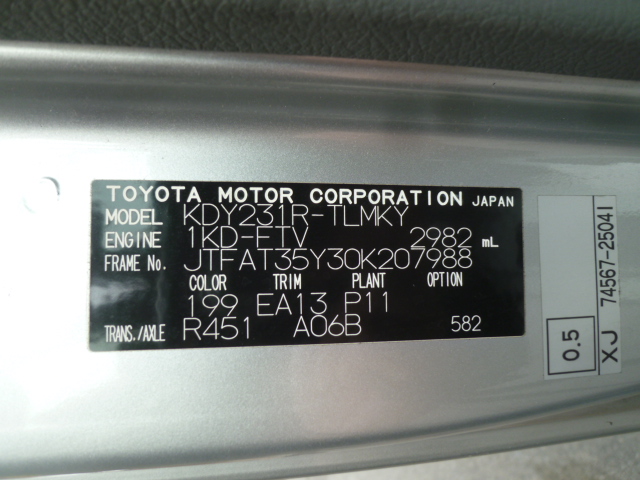 TOYOTA MOTOR CORPORATION JAPAN
MODEL KDY231R-TLMKY
ENGINE 1KD-FTV 2982 mL
FRAME No. JTFAT35Y30K207988
COLOR TRIM PLANT OPTION
199 EA13 P11
TRANS./AXLE R451 A06B 582
74567-25041
0.5 XJ